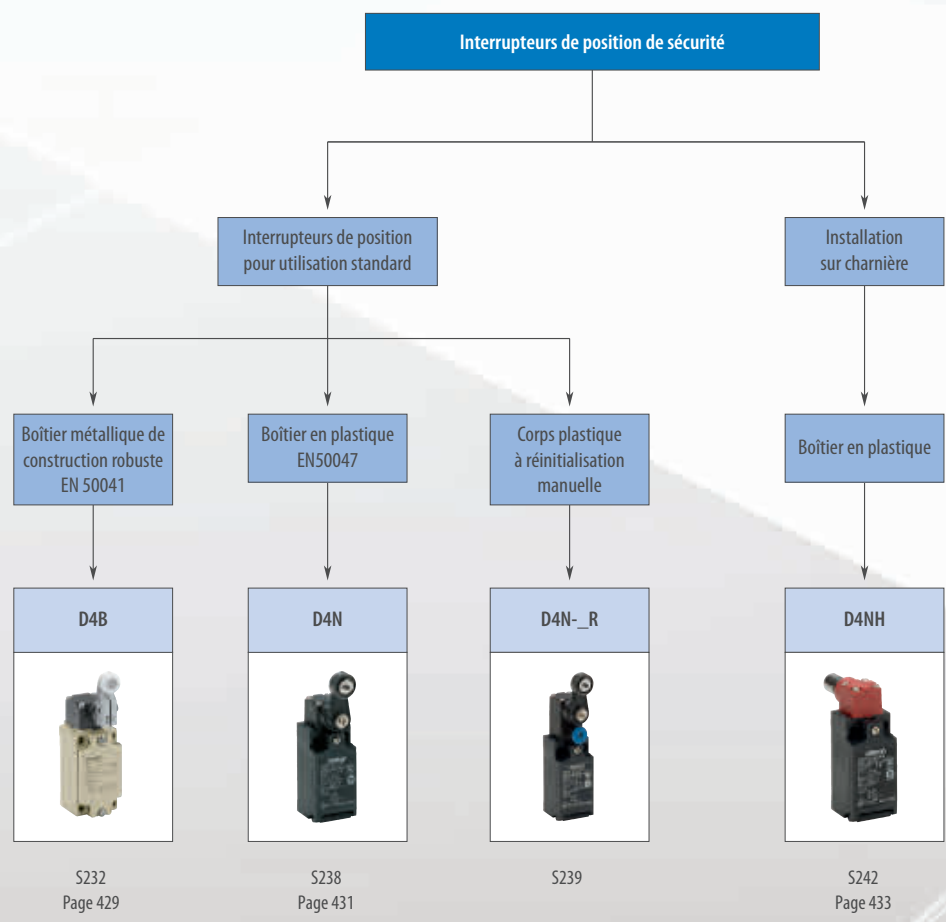 Interrupteurs de position de sécurité
Interrupteurs de position
pour utilisation standard
Installation
sur charnière
Boîtier métallique de
construction robuste
EN 50041
Boîtier en plastique
EN50047
Corps plastique
à réinitialisation
manuelle
Boîtier en plastique
D4B
D4N
D4N-_R
D4NH
S232
Page 429
S238
Page 431
S239
S242
Page 433